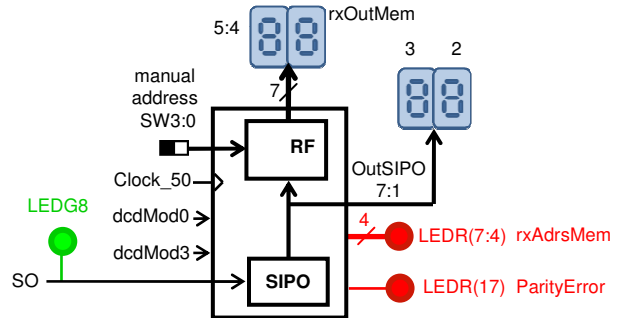 5:4
rxOutMem
3 2
manual
address
SW3:0
7
RF
OutSIPO
7:1
Clock_50
LEDG8
dcdMod0
4
LEDR(7:4) rxAdrsMem
dcdMod3
SO
SIPO
LEDR(17) ParityError